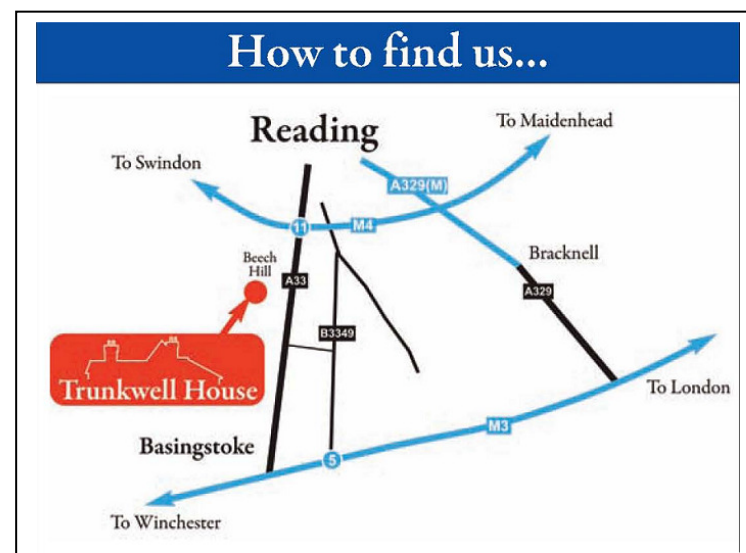 How to find us...
Reading
To Maidenhead
To Swindon
A329(M)
11
M4
Beech
Hill
A33
Bracknell
A329
B3349
Trunkwell House
To London
Basingstoke
M3
5
To Winchester